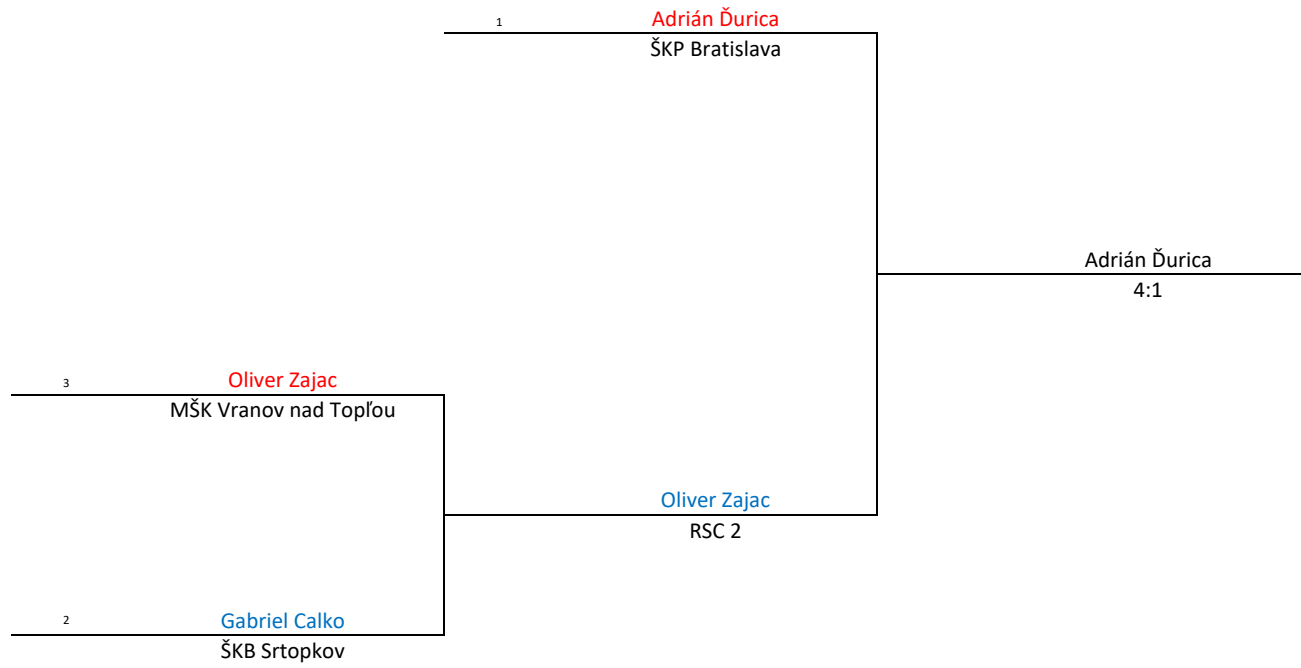 1 Adrián Ďurica
ŠKP Bratislava
Adrián Ďurica
4:1
3 Oliver Zajac
MŠK Vranov nad Topľou
Oliver Zajac
RSC 2
2 Gabriel Calko
ŠKB Srtopkov